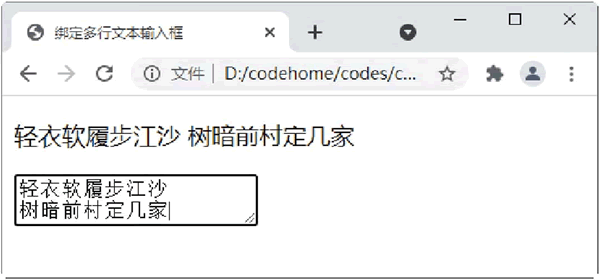 绑定多行文本输入框
文件 D:/codehome/codes/c...
轻衣软履步江沙 树暗前村定几家
轻衣软履步江沙
树暗前村定几家